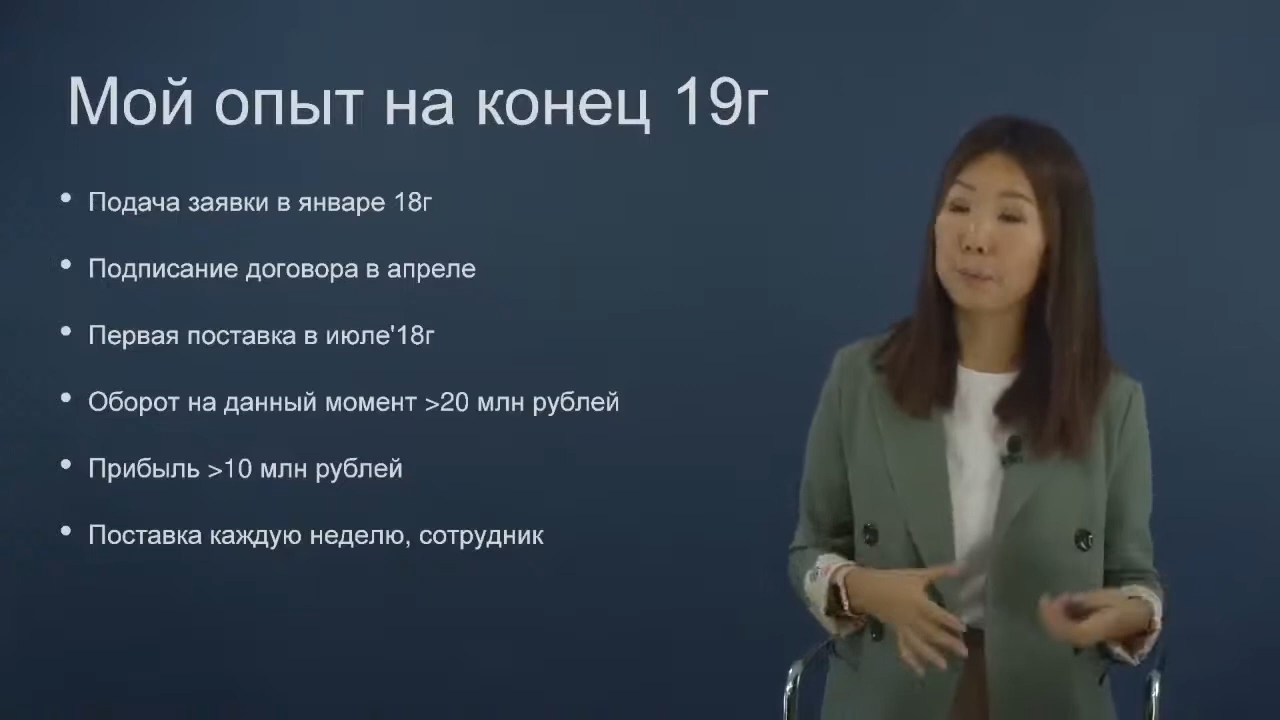 Мой опыт на конец 19г
• Подача заявки в январе 18г
• Подписание договора в апреле
• Первая поставка в июле'18г
• Оборот на данный момент >20 млн рублей
• Прибыль >10 млн рублей
• Поставка каждую неделю, сотрудник